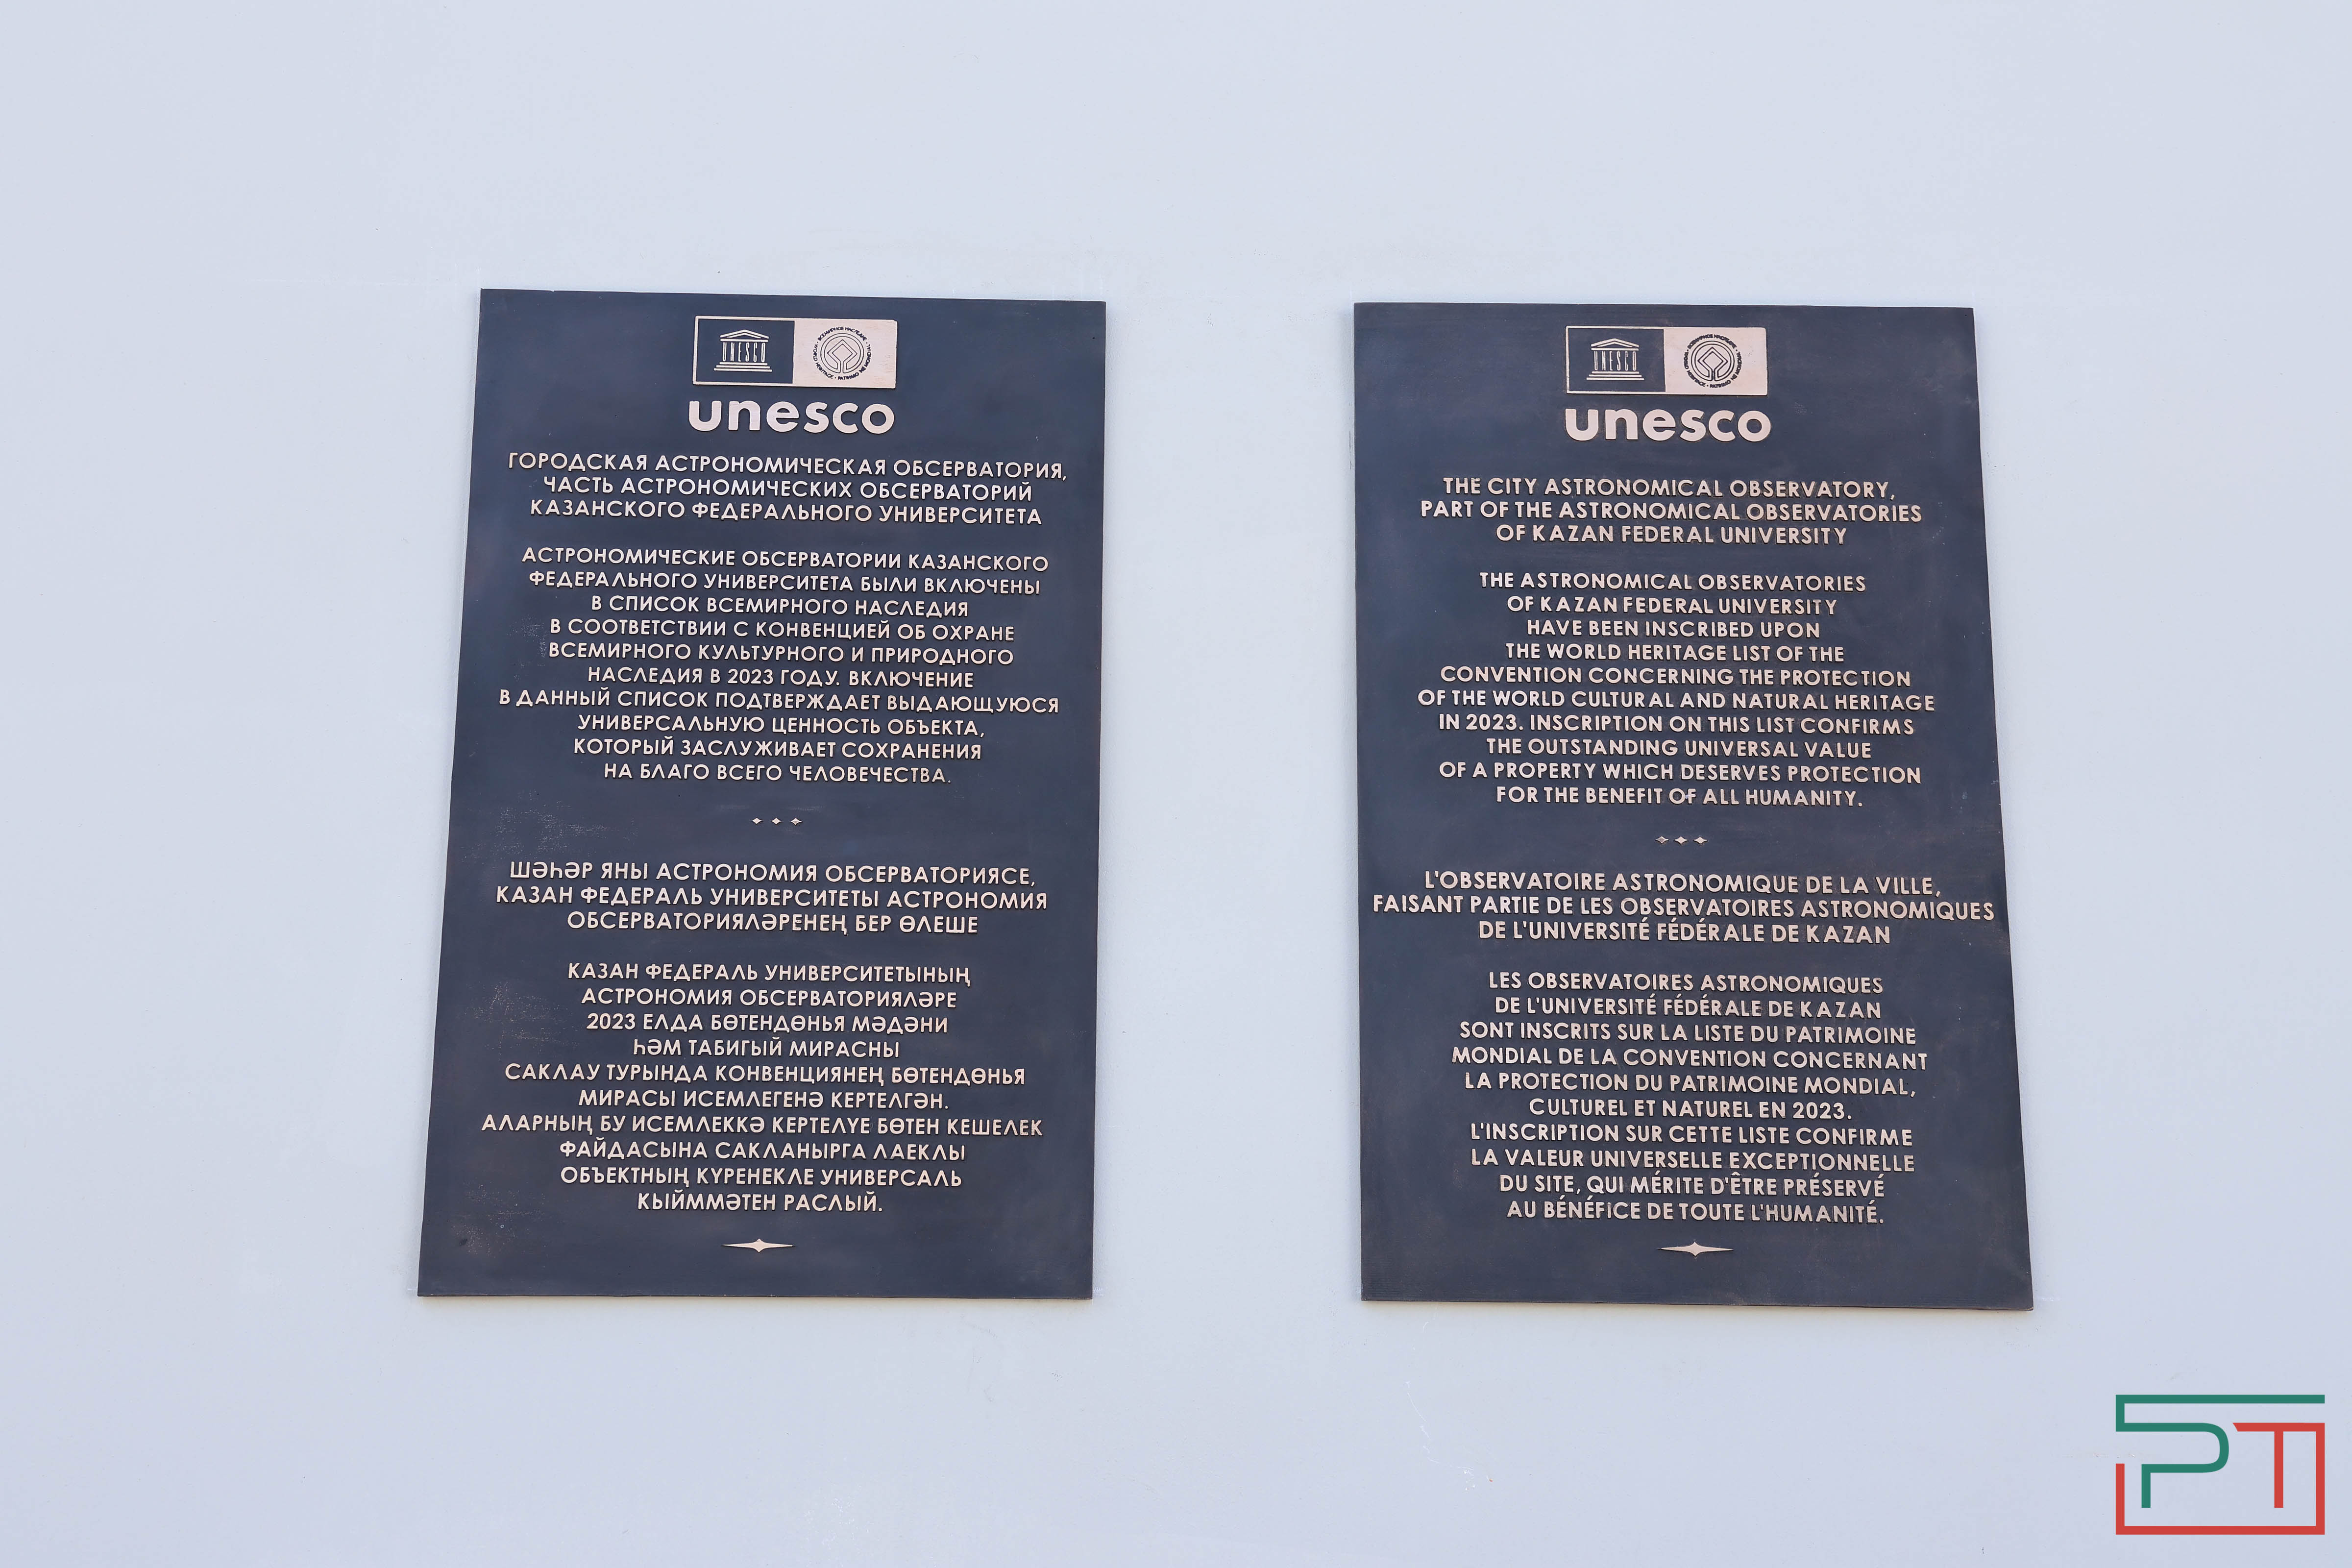 UNESCO
unesco
ГОРОДСКАЯ АСТРОНОМИЧЕСКАЯ ОБСЕРВАТОРИЯ,
ЧАСТЬ АСТРОНОМИЧЕСКИХ ОБСЕРВАТОРИЙ
КАЗАНСКОГО ФЕДЕРАЛЬНОГО УНИВЕРСИТЕТА
АСТРОНОМИЧЕСКИЕ ОБСЕРВАТОРИИ КАЗАНСКОГО
ФЕДЕРАЛЬНОГО УНИВЕРСИТЕТА БЫЛИ ВКЛЮЧЕНЫ
В СПИСОК ВСЕМИРНОГО НАСЛЕДИЯ
В СООТВЕТСТВИИ С КОНВЕНЦИЕЙ ОБ ОХРАНЕ
ВСЕМИРНОГО КУЛЬТУРНОГО И ПРИРОДНОГО
НАСЛЕДИЯ В 2023 ГОДУ. ВКЛЮЧЕНИЕ
В ДАННЫЙ СПИСОК ПОДТВЕРЖДАЕТ ВЫДАЮЩУЮСЯ
УНИВЕРСАЛЬНУЮ ЦЕННОСТЬ ОБЪЕКТА,
КОТОРЫЙ ЗАСЛУЖИВАЕТ СОХРАНЕНИЯ
НА БЛАГО ВСЕГО ЧЕЛОВЕЧЕСТВА.
ШӘҺӘР ЯНЫ АСТРОНОМИЯ ОБСЕРВАТОРИЯСЕ,
КАЗАН ФЕДЕРАЛЬ УНИВЕРСИТЕТЫ АСТРОНОМИЯ
ОБСЕРВАТОРИЯЛӘРЕНЕҢ БЕР ӨЛЕШЕ
КАЗАН ФЕДЕРАЛЬ УНИВЕРСИТЕТЫНЫҢ
АСТРОНОМИЯ ОБСЕРВАТОРИЯЛӘРЕ
2023 ЕЛДА БӨТЕНДӨНЬЯ МӘДӘНИ
ҺӘМ ТАБИГЫЙ МИРАСНЫ
САКЛАУ ТУРЫНДА КОНВЕНЦИЯНЕҢ БӨТЕНДӨНЬЯ
МИРАСЫ ИСЕМЛЕГЕНӘ КЕРТЕЛГӘН.
АЛАРНЫҢ БУ ИСЕМЛЕККӘ КЕРТЕЛҮЕ БӨТЕН КЕШЕЛЕК
ФАЙДАСЫНА САКЛАНЫРГА ЛАЕКЛЫ
ОБЪЕКТНЫҢ КҮРЕНЕКЛЕ УНИВЕРСАЛЬ
КЫЙММӘТЕН РАСЛЫЙ.
UNESCO
unesco
THE CITY ASTRONOMICAL OBSERVATORY,
PART OF THE ASTRONOMICAL OBSERVATORIES
OF KAZAN FEDERAL UNIVERSITY
THE ASTRONOMICAL OBSERVATORIES
OF KAZAN FEDERAL UNIVERSITY
HAVE BEEN INSCRIBED UPON
THE WORLD HERITAGE LIST OF THE
CONVENTION CONCERNING THE PROTECTION
OF THE WORLD CULTURAL AND NATURAL HERITAGE
IN 2023. INSCRIPTION ON THIS LIST CONFIRMS
THE OUTSTANDING UNIVERSAL VALUE
OF A PROPERTY WHICH DESERVES PROTECTION
FOR THE BENEFIT OF ALL HUMANITY.
L'OBSERVATOIRE ASTRONOMIQUE DE LA VILLE,
FAISANT PARTIE DE LES OBSERVATOIRES ASTRONOMIQUES
DE L'UNIVERSITÉ FÉDÉRALE DE KAZAN
LES OBSERVATOIRES ASTRONOMIQUES
DE L'UNIVERSITÉ FÉDÉRALE DE KAZAN
SONT INSCRITS SUR LA LISTE DU PATRIMOINE
MONDIAL DE LA CONVENTION CONCERNANT
LA PROTECTION DU PATRIMOINE MONDIAL,
CULTUREL ET NATUREL EN 2023.
L'INSCRIPTION SUR CETTE LISTE CONFIRME
LA VALEUR UNIVERSELLE EXCEPTIONNELLE
DU SITE, QUI MÉRITE D'ÊTRE PRÉSERVÉ
AU BÉNÉFICE DE TOUTE L'HUMANITÉ.
РТ